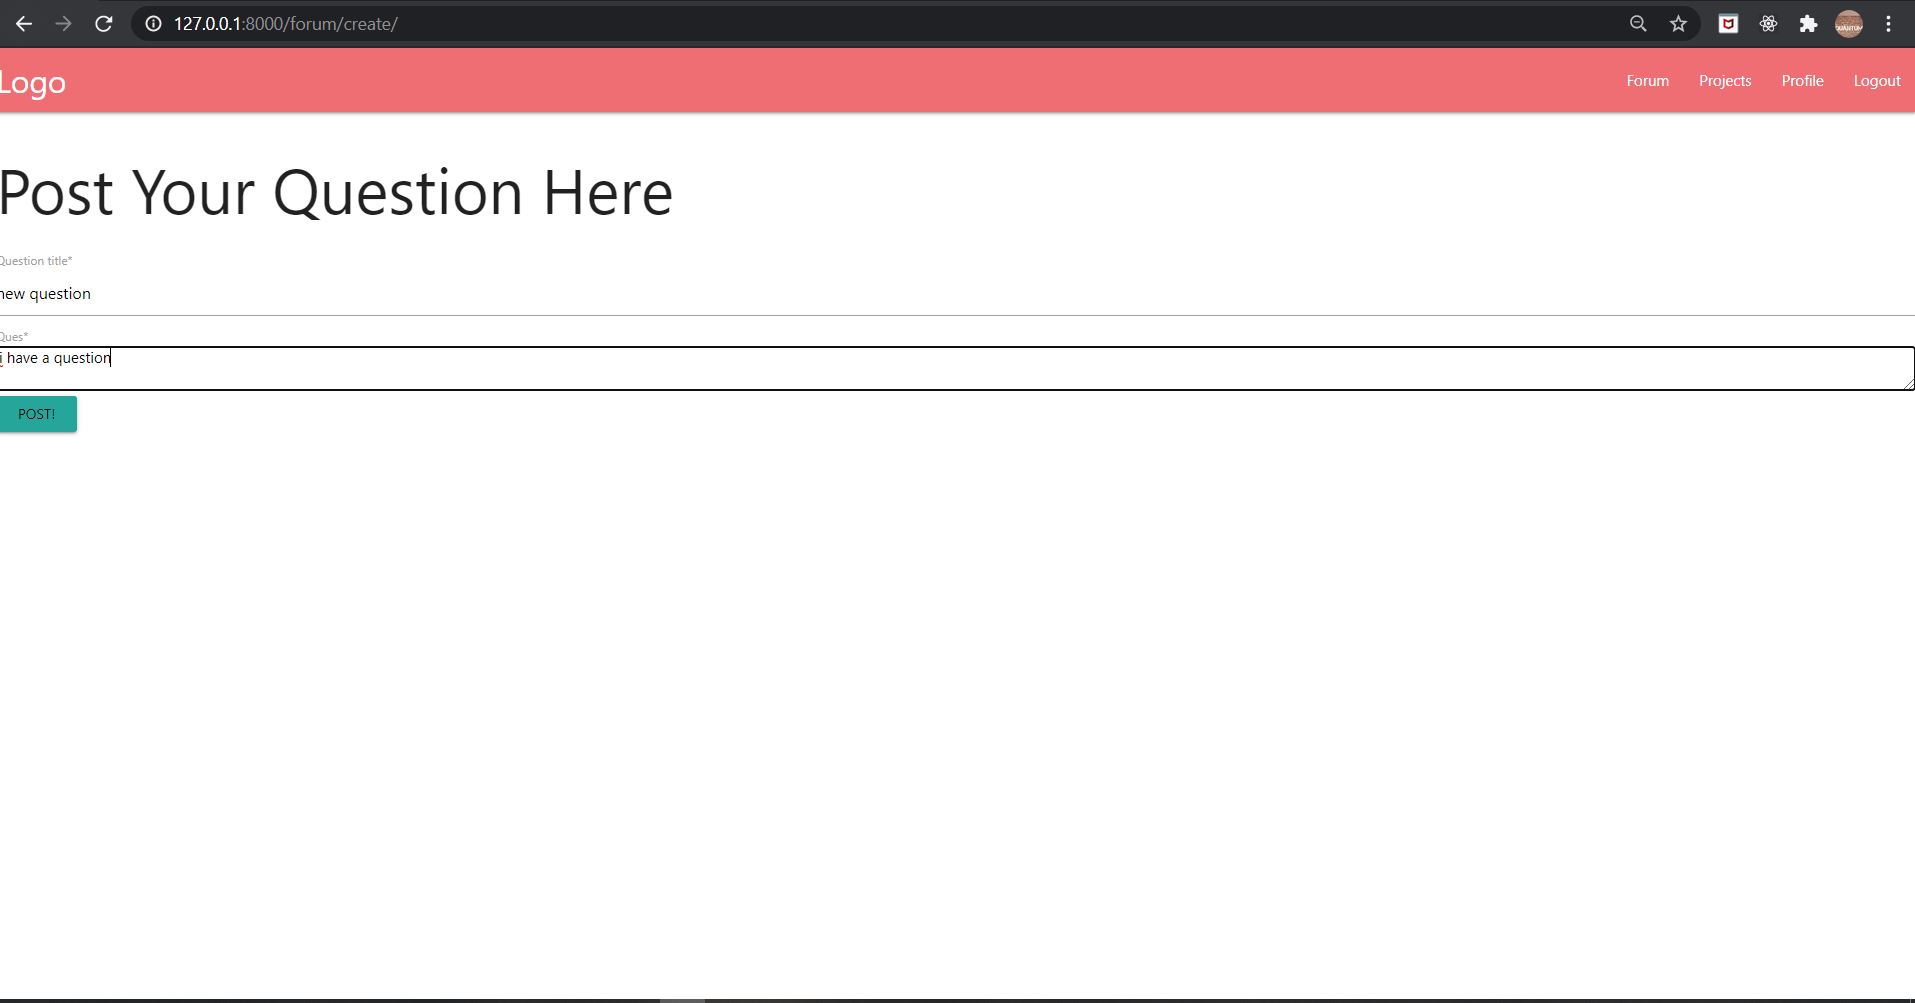 127.0.0.1:8000/forum/create/
Logo
Forum
Projects
Profile
Logout
Post Your Question Here
Question title*
new question
Ques*
i have a question
POST!